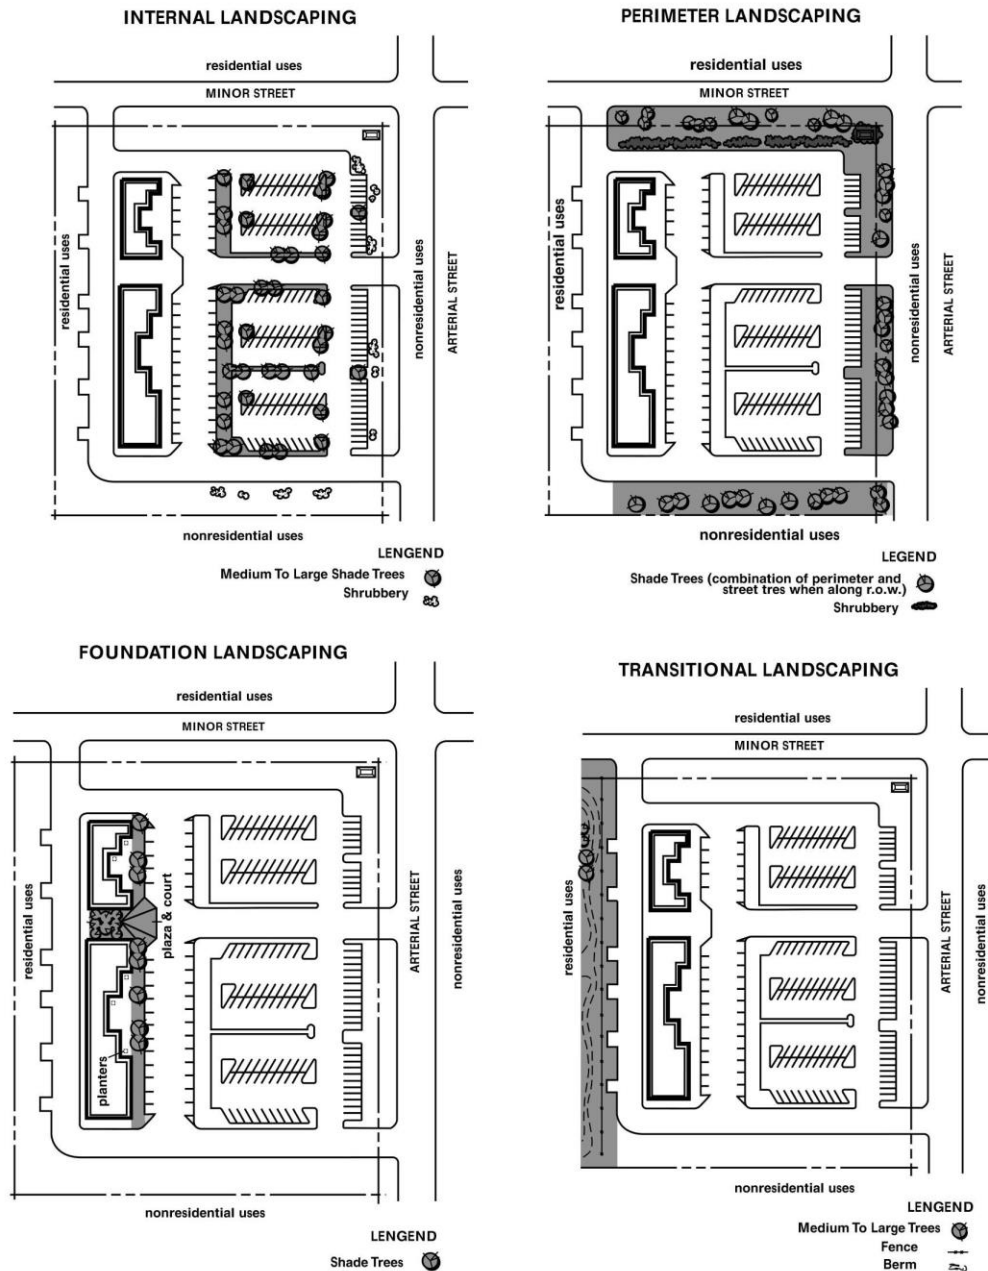 INTERNAL LANDSCAPING
residential uses
MINOR STREET
residential uses
nonresidential uses
ARTERIAL STREET
nonresidential uses
LENGEND
Medium To Large Shade Trees
Shrubbery
PERIMETER LANDSCAPING
residential uses
MINOR STREET
residential uses
nonresidential uses
ARTERIAL STREET
nonresidential uses
LEGEND
Shade Trees (combination of perimeter and
street tres when along r.o.w.)
Shrubbery
FOUNDATION LANDSCAPING
residential uses
MINOR STREET
residential uses
plaza & court
planters
ARTERIAL STREET
nonresidential uses
nonresidential uses
LENGEND
Shade Trees
TRANSITIONAL LANDSCAPING
residential uses
MINOR STREET
residential uses
ARTERIAL STREET
nonresidential uses
nonresidential uses
LENGEND
Medium To Large Trees
Fence
Berm